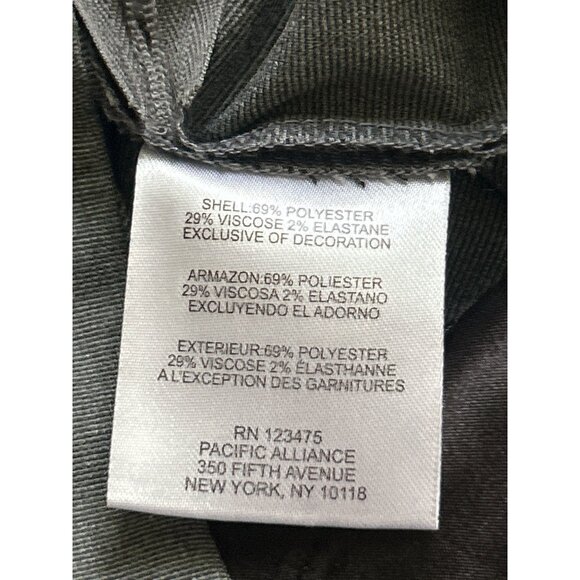 SHELL:69% POLYESTER
29% VISCOSE 2% ELASTANE
EXCLUSIVE OF DECORATION
ARMAZON:69% POLIESTER
29% VISCOSA 2% ELASTANO
EXCLUYENDO EL ADORNO
EXTERIEUR:69% POLYESTER
29% VISCOSE 2% ÉLASTHANNE
A L'EXCEPTION DES GARNITURES
RN 123475
PACIFIC ALLIANCE
350 FIFTH AVENUE
NEW YORK, NY 10118